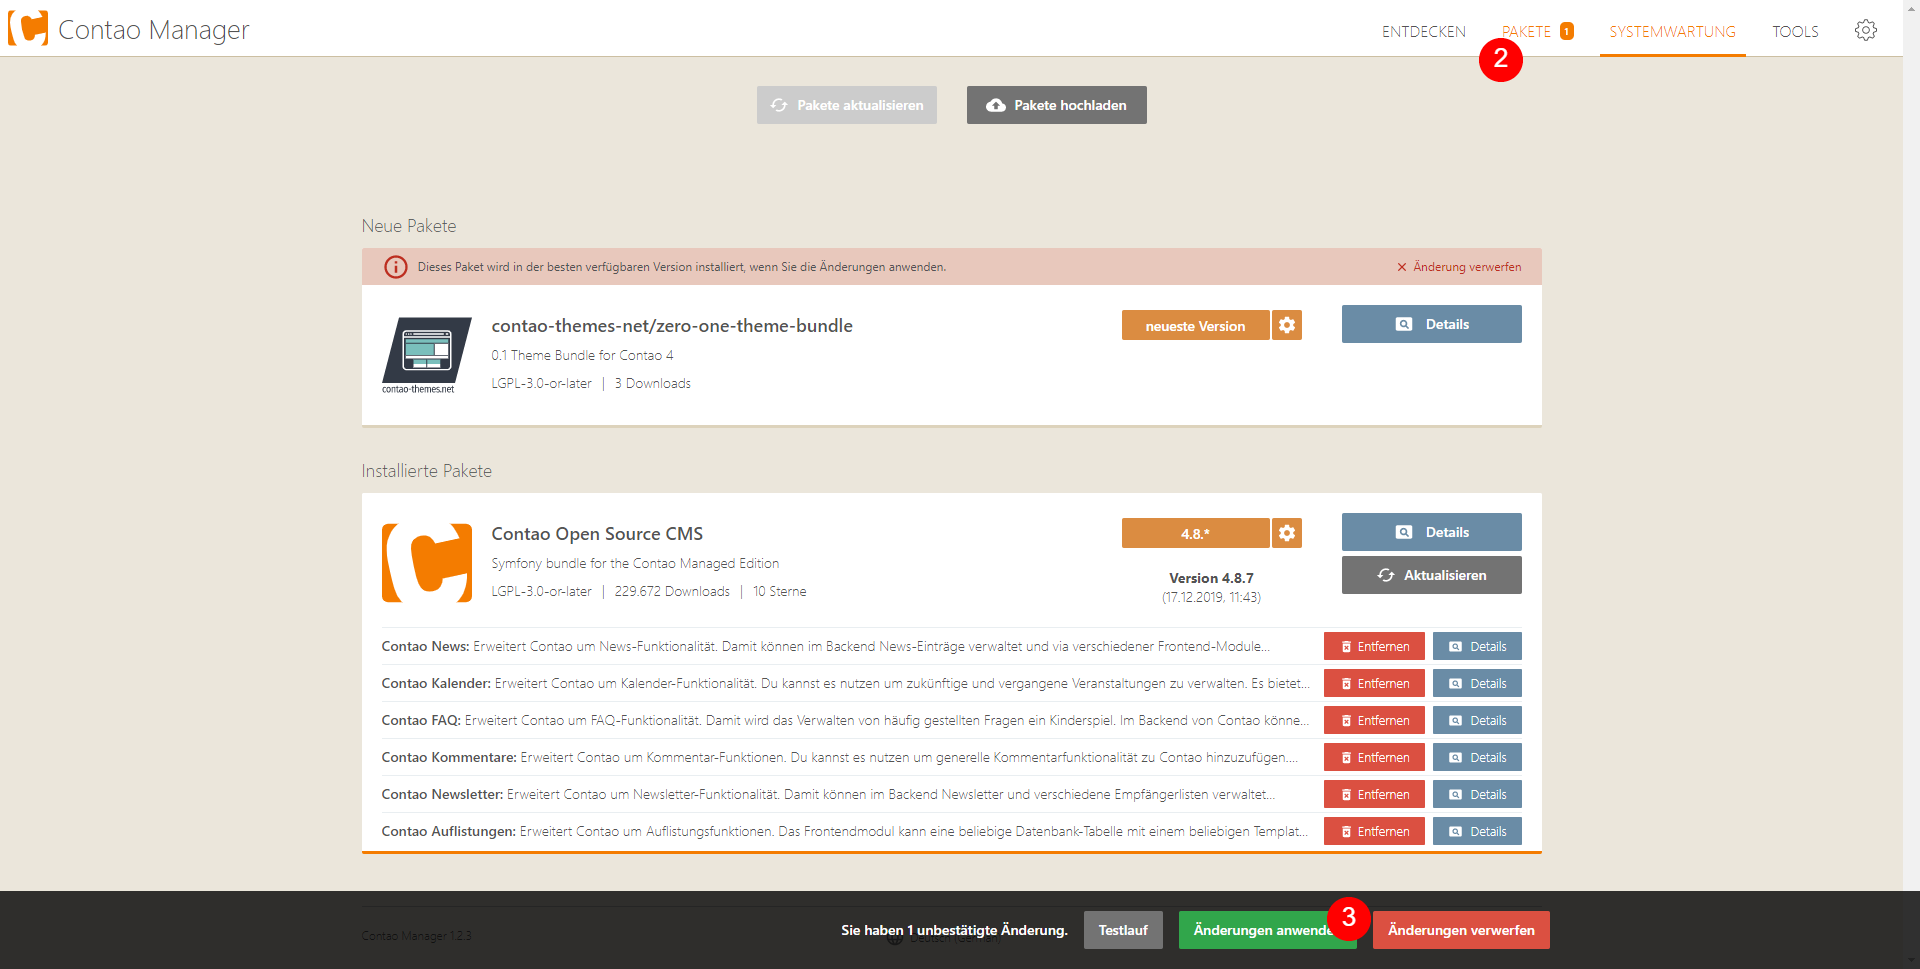 Contao Manager
ENTDECKEN
PAKETE 1
SYSTEMWARTUNG
TOOLS
2
Pakete aktualisieren
Pakete hochladen
Neue Pakete
Dieses Paket wird in der besten verfügbaren Version installiert, wenn Sie die Änderungen anwenden.
Änderung verwerfen
contao-themes.net
contao-themes-net/zero-one-theme-bundle
0.1 Theme Bundle for Contao 4
LGPL-3.0-or-later | 3 Downloads
neueste Version
Details
Installierte Pakete
Contao Open Source CMS
Symfony bundle for the Contao Managed Edition
LGPL-3.0-or-later | 229.672 Downloads | 10 Sterne
4.8.*
Version 4.8.7
(17.12.2019, 11:43)
Details
Aktualisieren
Contao News: Erweitert Contao um News-Funktionalität. Damit können im Backend News-Einträge verwaltet und via verschiedener Frontend-Module... Entfernen Details
Contao Kalender: Erweitert Contao um Kalender-Funktionalität. Du kannst es nutzen um zukünftige und vergangene Veranstaltungen zu verwalten. Es bietet... Entfernen Details
Contao FAQ: Erweitert Contao um FAQ-Funktionalität. Damit wird das Verwalten von häufig gestellten Fragen ein Kinderspiel. Im Backend von Contao könne... Entfernen Details
Contao Kommentare: Erweitert Contao um Kommentar-Funktionen. Du kannst es nutzen um generelle Kommentarfunktionalität zu Contao hinzuzufügen.... Entfernen Details
Contao Newsletter: Erweitert Contao um Newsletter-Funktionalität. Damit können im Backend Newsletter und verschiedene Empfängerlisten verwaltet... Entfernen Details
Contao Auflistungen: Erweitert Contao um Auflistungsfunktionen. Das Frontendmodul kann eine beliebige Datenbank-Tabelle mit einem beliebigen Templat... Entfernen Details
Contao Manager 1.2.3
Deutsch (German)
Sie haben 1 unbestätigte Änderung.
Testlauf
Änderungen anwende
3
Änderungen verwerfen